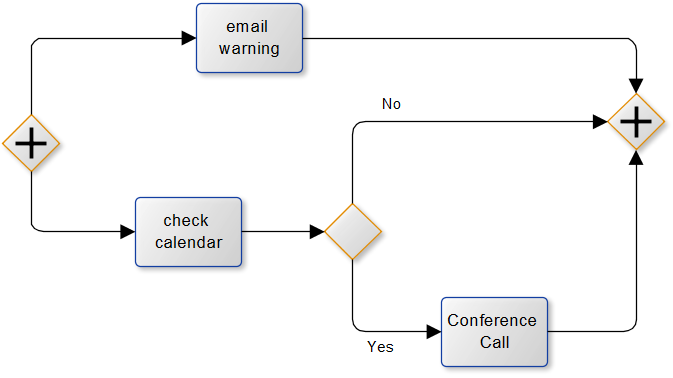 email
warning
No
check
calendar
Conference
Call
Yes